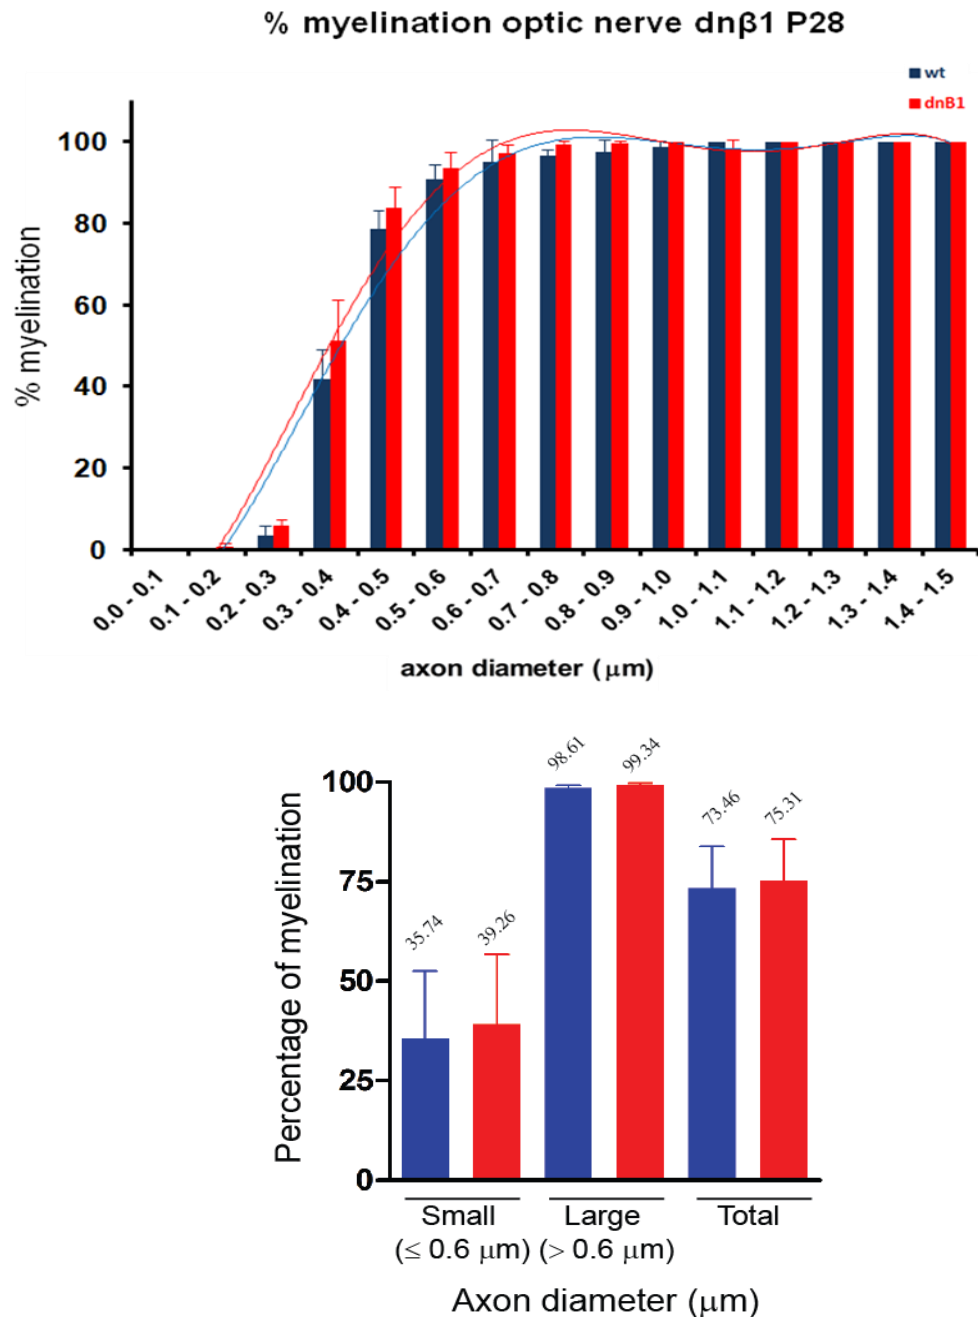 % myelination optic nerve dnβ1 P28
wt
dnB1
% myelination
100
80
60
40
20
0
0.0 - 0.1
0.1 - 0.2
0.2 - 0.3
0.3 - 0.4
0.4 - 0.5
0.5 - 0.6
0.6 - 0.7
0.7 - 0.8
0.8 - 0.9
0.9 - 1.0
1.0 - 1.1
1.1 - 1.2
1.2 - 1.3
1.3 - 1.4
1.4 - 1.5
axon diameter (μm)
Percentage of myelination
100
75
50
25
0
35.74
39.26
98.61
99.34
73.46
75.31
Small
(≤ 0.6 μm)
Large
(> 0.6 μm)
Total
Axon diameter (μm)